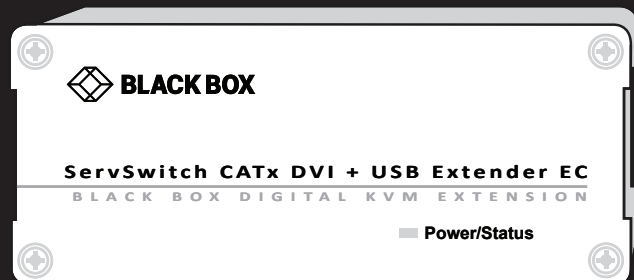 BLACK BOX
ServSwitch CATx DVI + USB Extender EC
BLACK BOX DIGITAL KVM EXTENSION
Power/Status